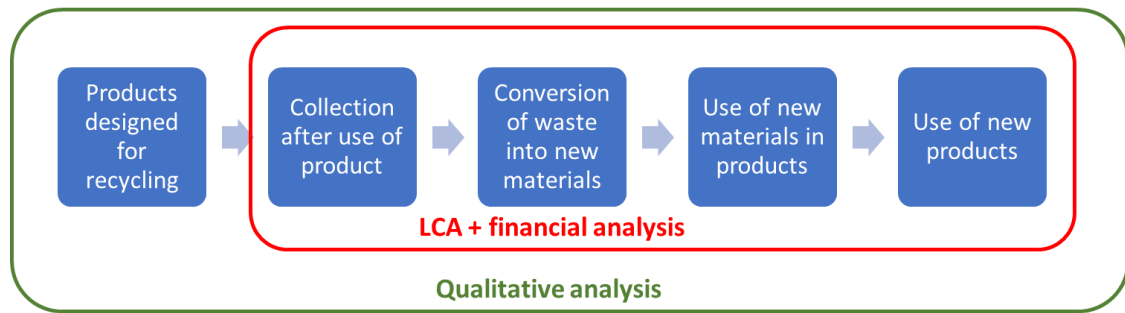 Products
designed
for
recycling
Collection
after use of
product
Conversion
of waste
into new
materials
Use of new
materials in
products
Use of new
products
LCA + financial analysis
Qualitative analysis